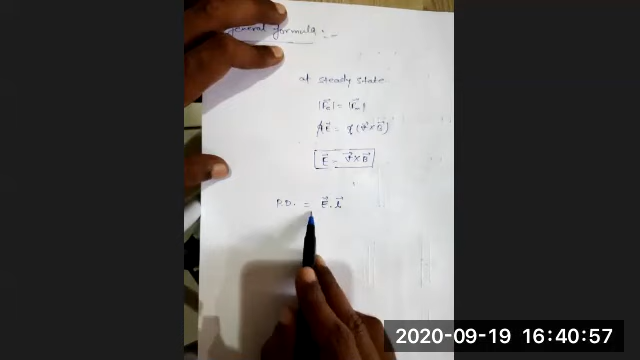 General formula :-
at steady state
|F⃗e| = |F⃗m|
qE⃗ = q (v⃗ × B⃗)
E⃗ = v⃗ × B⃗
P.D. = E⃗ . l⃗
2020-09-19 16:40:57